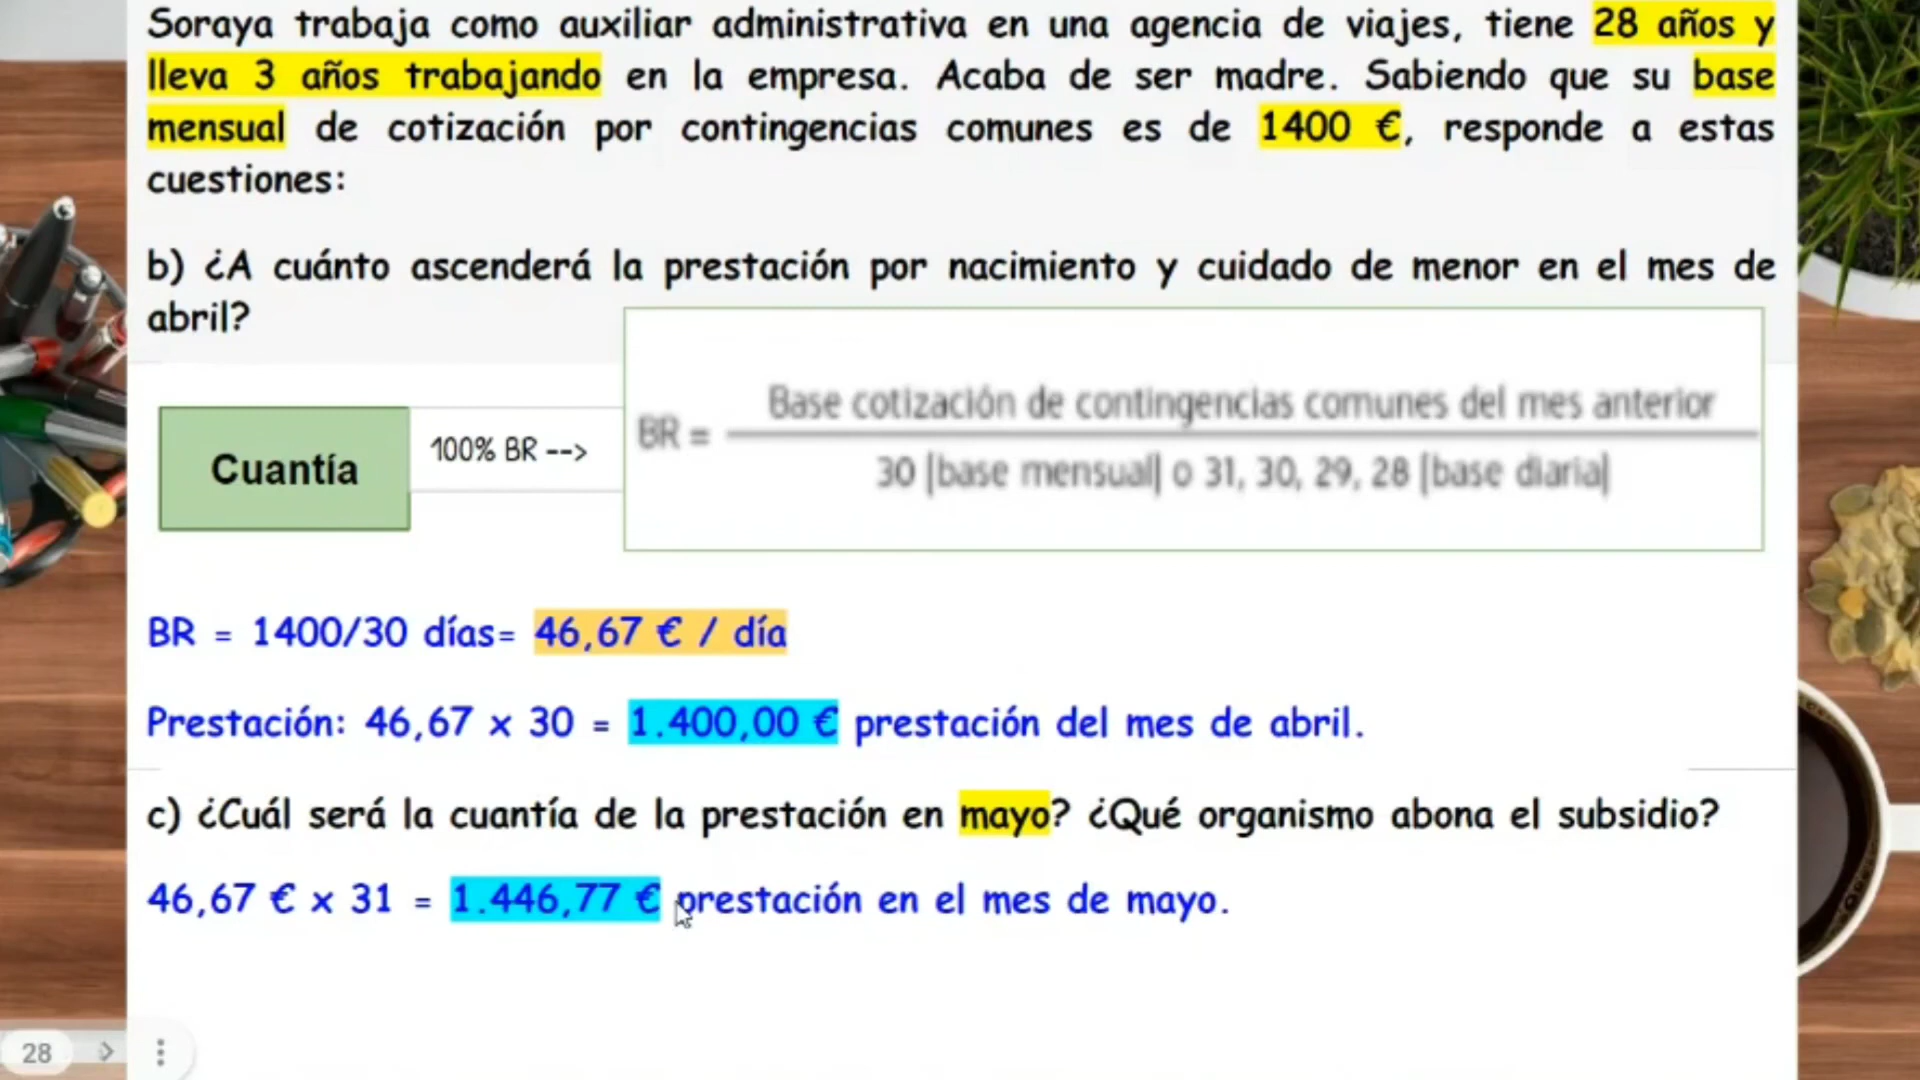 Soraya trabaja como auxiliar administrativa en una agencia de viajes, tiene 28 años y
lleva 3 años trabajando en la empresa. Acaba de ser madre. Sabiendo que su base
mensual de cotización por contingencias comunes es de 1400 €, responde a estas
cuestiones:
b) ¿A cuánto ascenderá la prestación por nacimiento y cuidado de menor en el mes de
abril?
Cuantía
100% BR -->
BR =
Base cotización de contingencias comunes del mes anterior
30 [base mensual] o 31, 30, 29, 28 [base diaria]
BR = 1400/30 días= 46,67 € / día
Prestación: 46,67 x 30 = 1.400,00 € prestación del mes de abril.
c) ¿Cuál será la cuantía de la prestación en mayo? ¿Qué organismo abona el subsidio?
46,67 € x 31 = 1.446,77 € prestación en el mes de mayo.
28